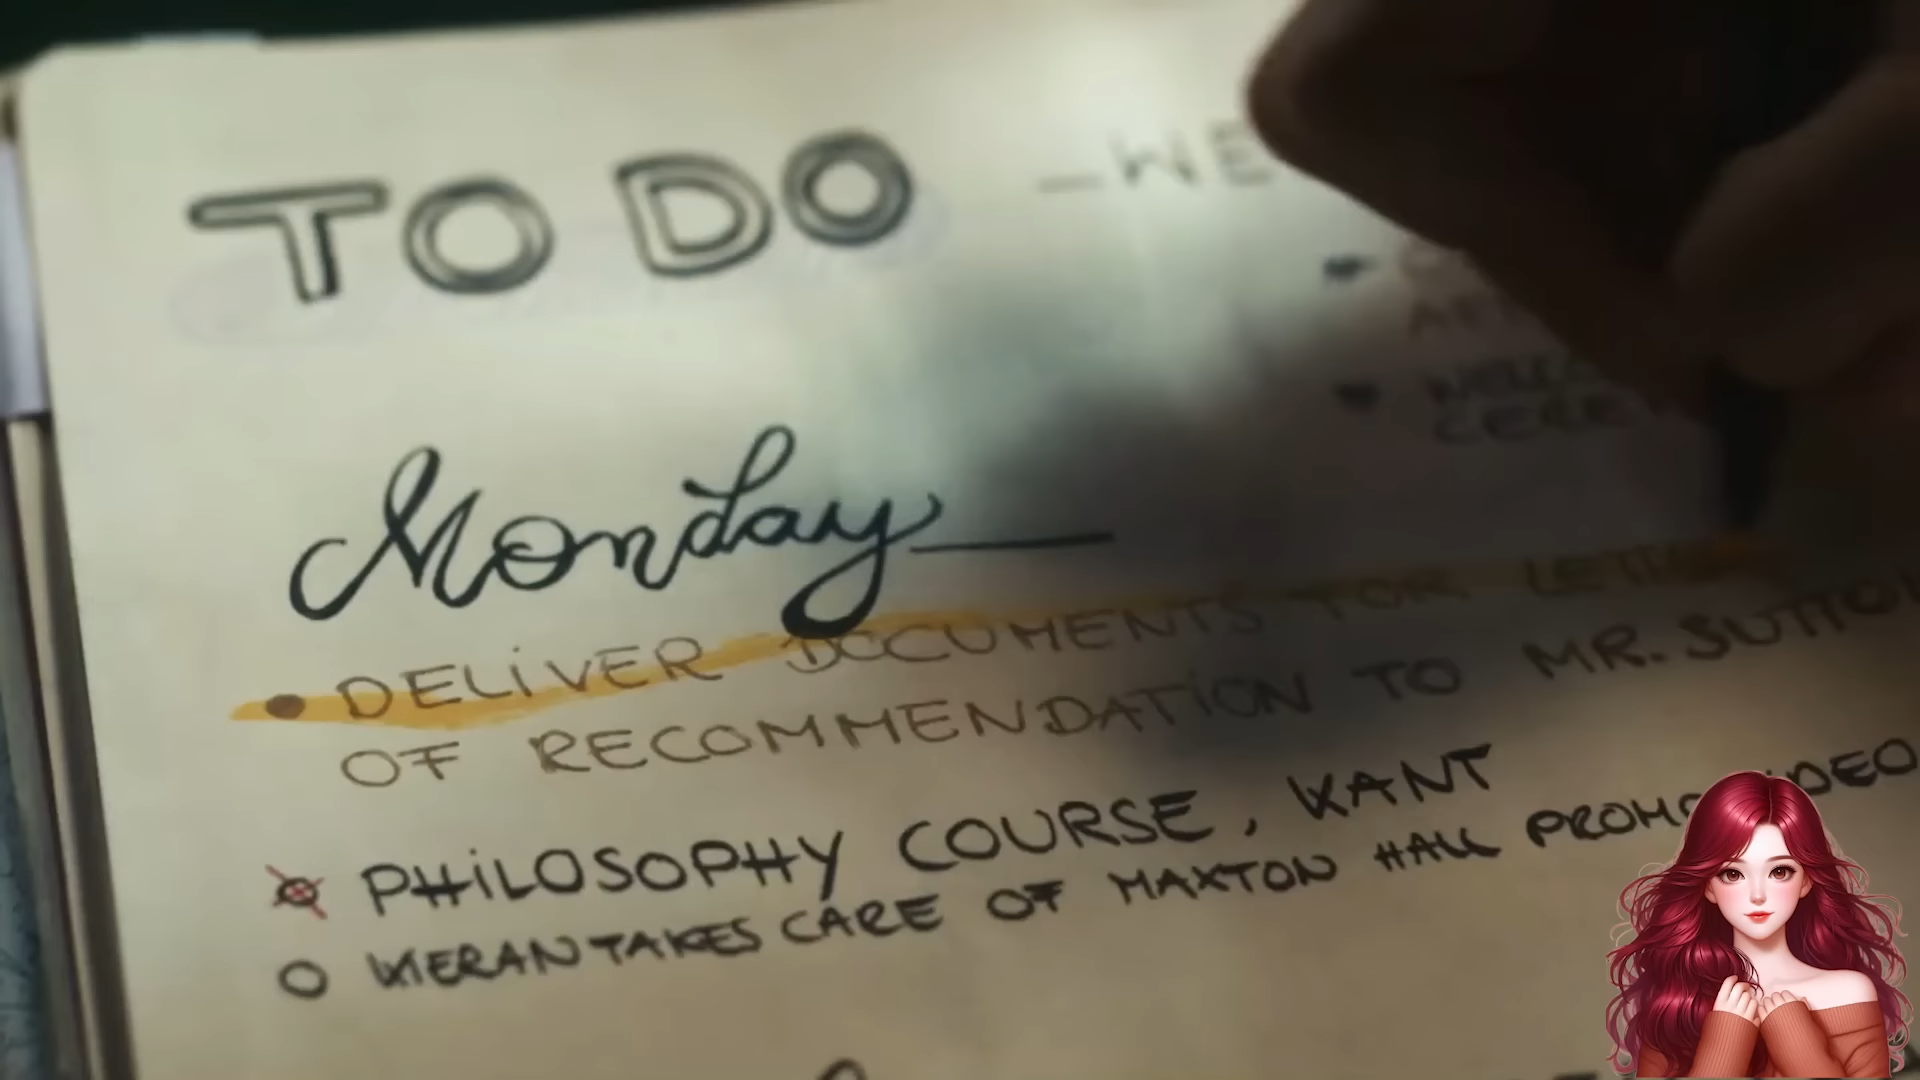 TO DO
Monday
DELIVER DOCUMENTS FOR
OF RECOMMENDATION TO MR. SUTTON
PHILOSOPHY COURSE, KANT
KIERAN TAKES CARE OF MAXTON HALL PROMO VIDEO